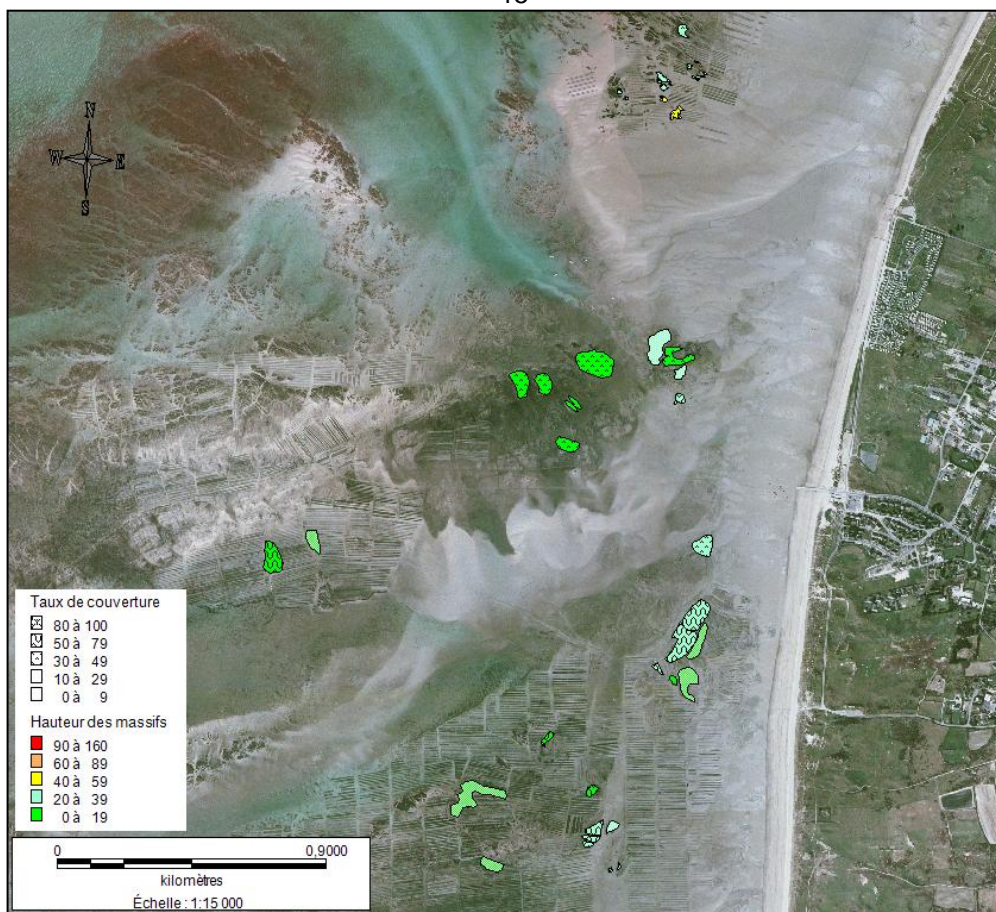 N
W E
S
Taux de couverture
80 à 100
50 à 79
30 à 49
10 à 29
0 à 9
Hauteur des massifs
90 à 160
60 à 89
40 à 59
20 à 39
0 à 19
0 0,9000
kilomètres
Échelle : 1:15 000